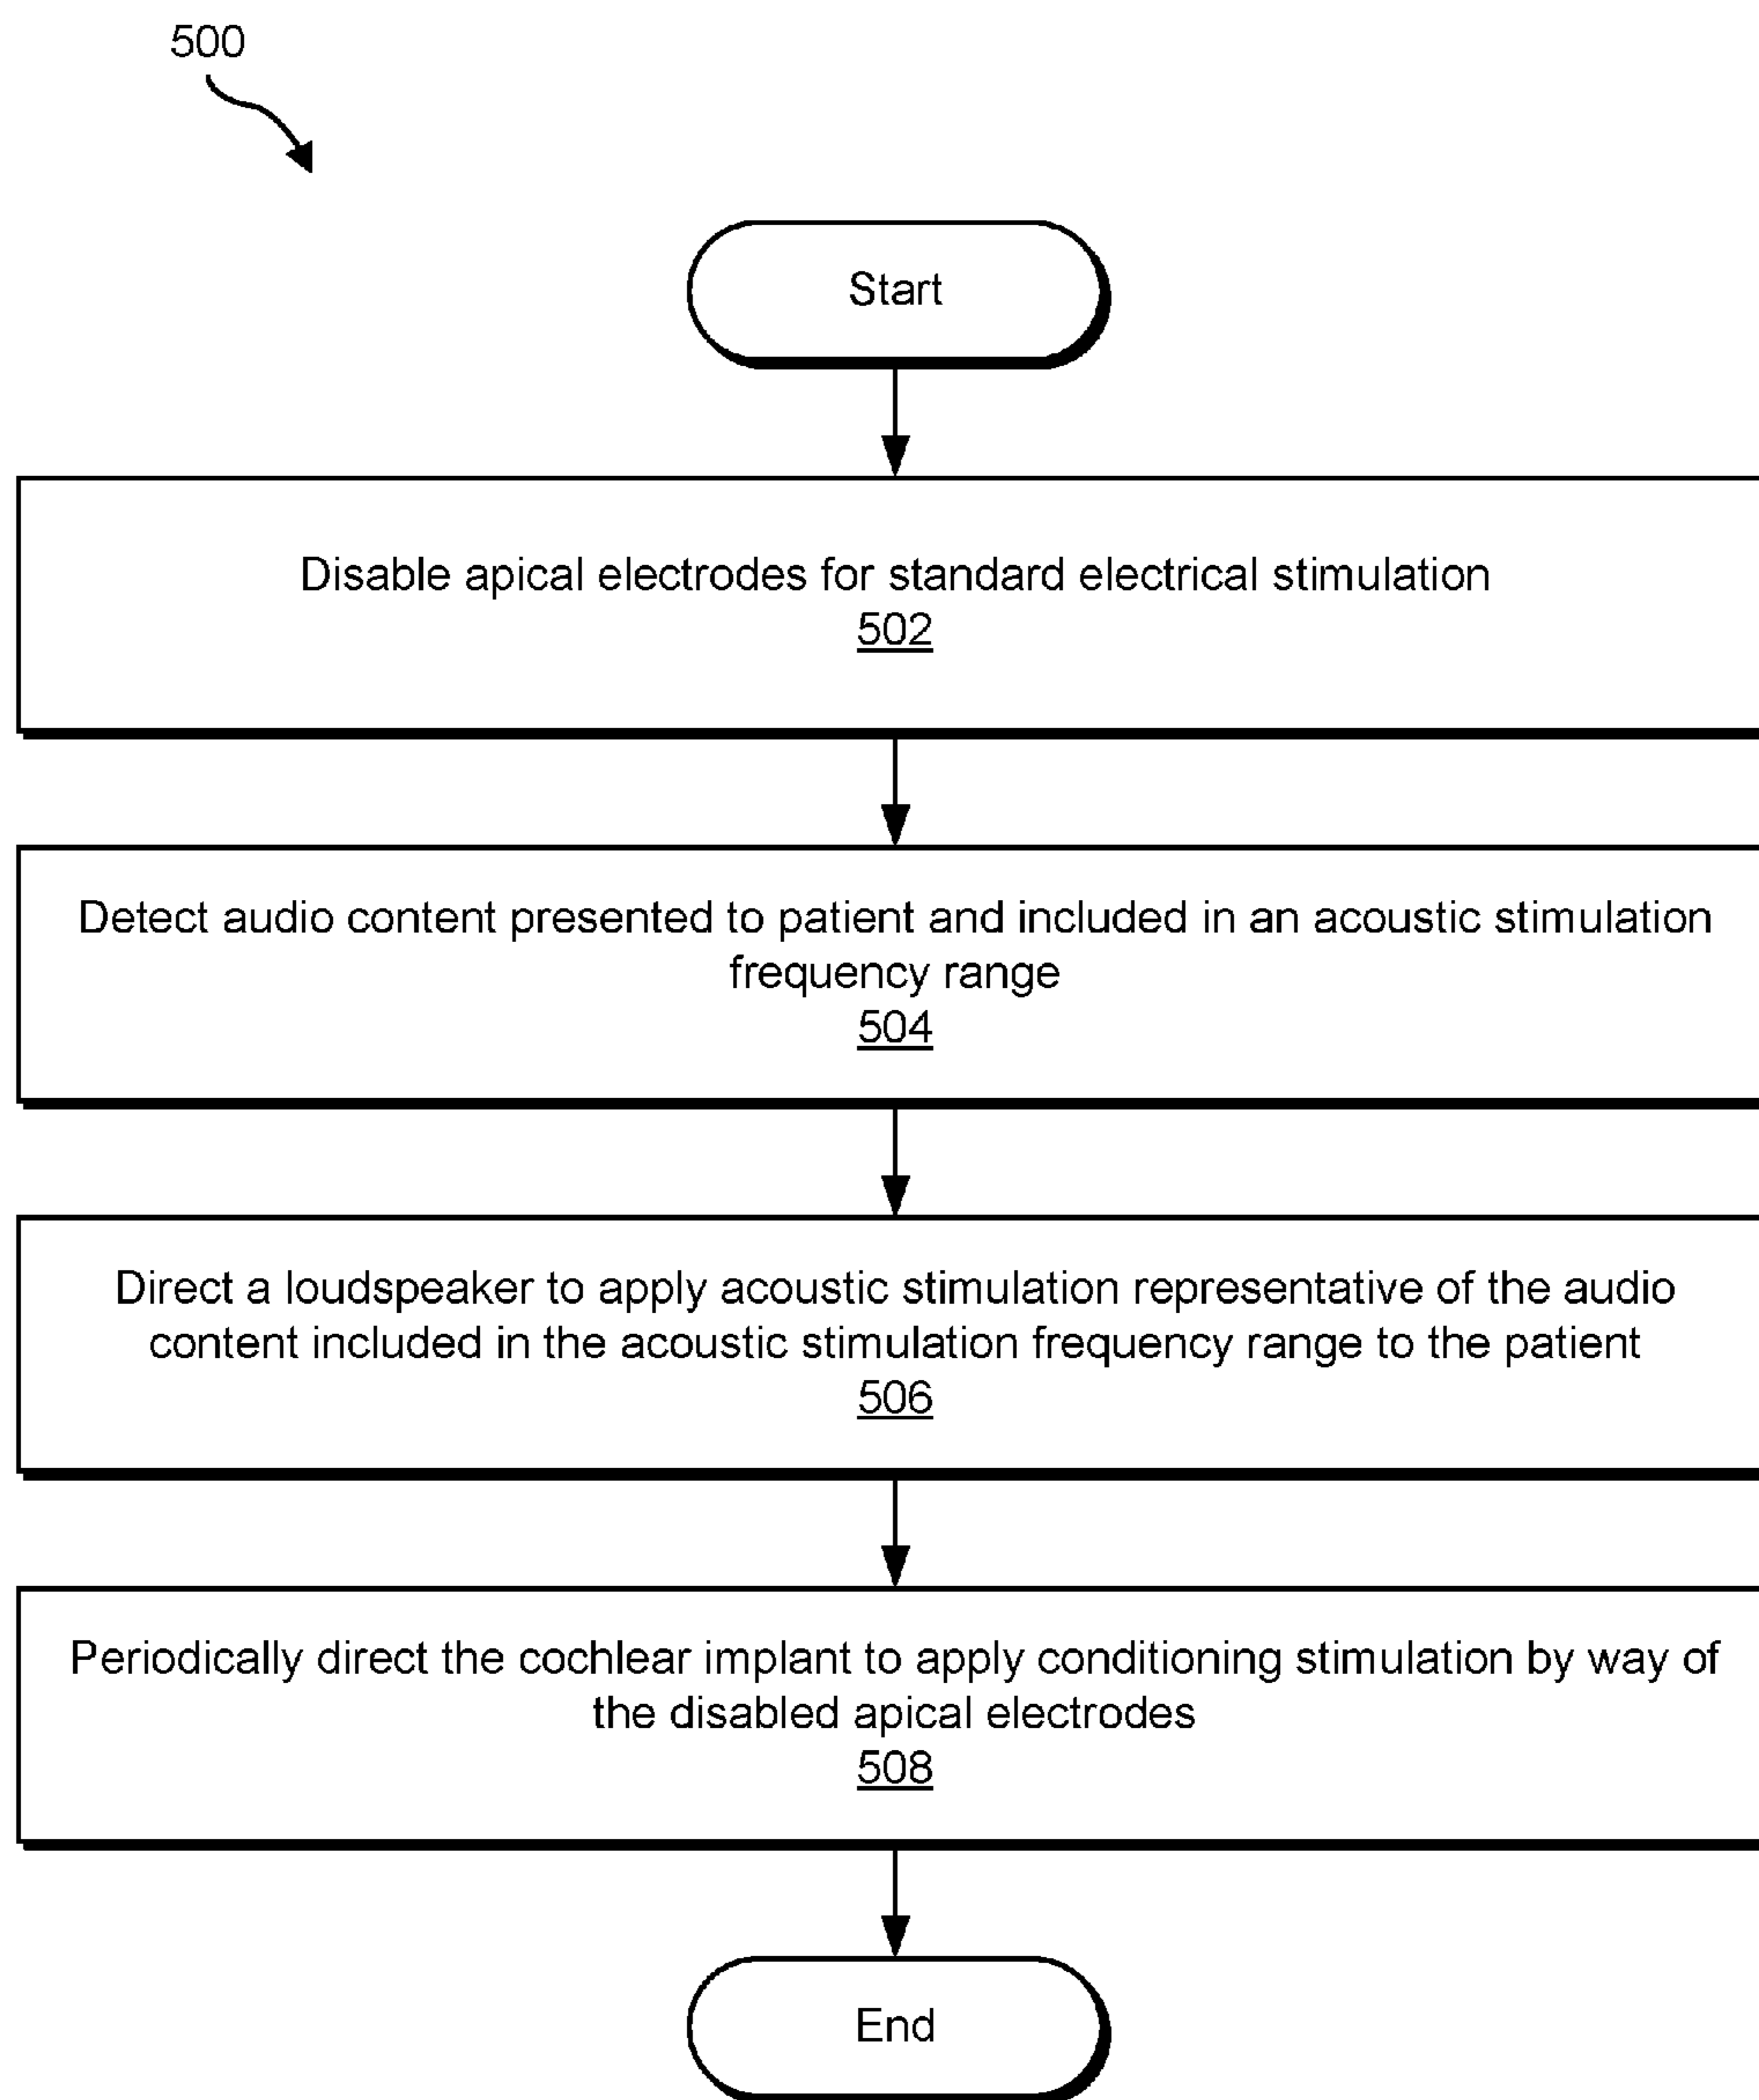 500
Start
Disable apical electrodes for standard electrical stimulation
502
Detect audio content presented to patient and included in an acoustic stimulation
frequency range
504
Direct a loudspeaker to apply acoustic stimulation representative of the audio
content included in the acoustic stimulation frequency range to the patient
506
Periodically direct the cochlear implant to apply conditioning stimulation by way of
the disabled apical electrodes
508
End